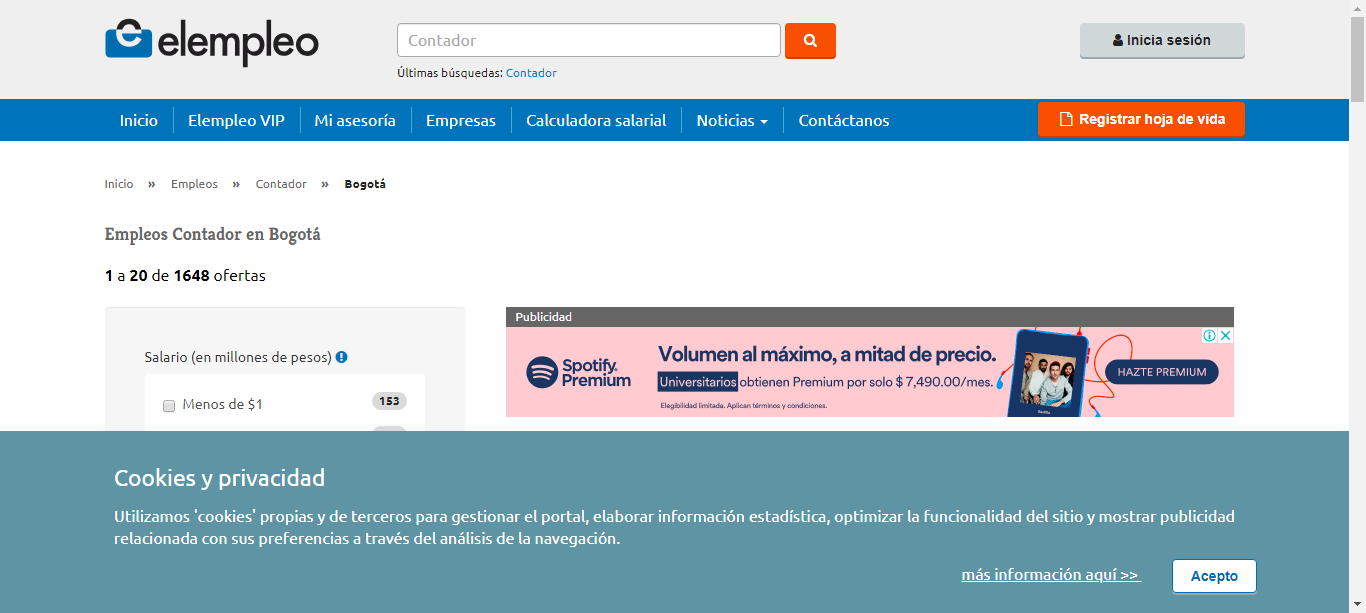 elempleo
Contador
Últimas búsquedas: Contador
Inicia sesión
Inicio Elempleo VIP Mi asesoría Empresas Calculadora salarial Noticias Contáctanos
Registrar hoja de vida
Inicio » Empleos » Contador » Bogotá
Empleos Contador en Bogotá
1 a 20 de 1648 ofertas
Salario (en millones de pesos)
Menos de $1 153
Publicidad
Spotify Premium
Volumen al máximo, a mitad de precio.
Universitarios obtienen Premium por solo $ 7,490.00/mes.
Elegibilidad limitada. Aplican términos y condiciones.
HAZTE PREMIUM
Cookies y privacidad
Utilizamos 'cookies' propias y de terceros para gestionar el portal, elaborar información estadística, optimizar la funcionalidad del sitio y mostrar publicidad
relacionada con sus preferencias a través del análisis de la navegación.
más información aquí >>
Acepto